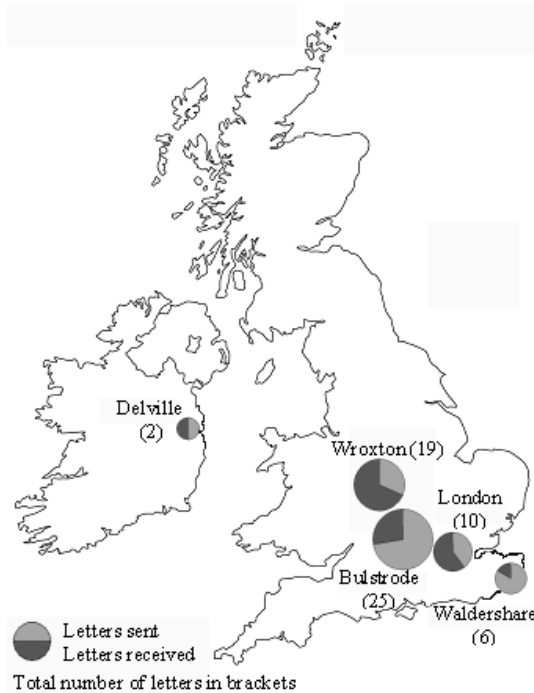 Delville
(2)
Wroxton (19)
London
(10)
Bulstrode
(25)
Waldershare
(6)
Letters sent
Letters received
Total number of letters in brackets